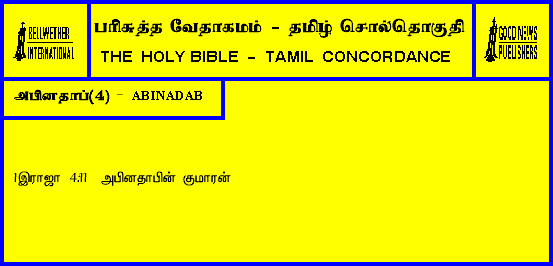 BELLWETHER
INTERNATIONAL
பரிசுத்த வேதாகமம் - தமிழ் சொல்தொகுதி
THE HOLY BIBLE - TAMIL CONCORDANCE
GOOD NEWS
PUBLISHERS
அபினதாப்(4) - ABINADAB
1இராஜா 4:11 அபினதாபின் குமாரன்